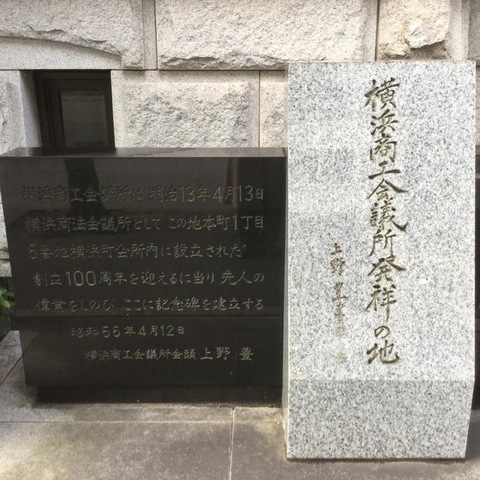 横浜商工会議所は 明治13年4月13日
横浜商法会議所として この地本町1丁目
5番地横浜町会所内に設立された
創立100周年を迎えるに当り 先人の
偉業をしのび ここに記念碑を建立する
昭和55年4月12日
横浜商工会議所会頭 上野 豊
横浜商工会議所発祥の地
上野 豊